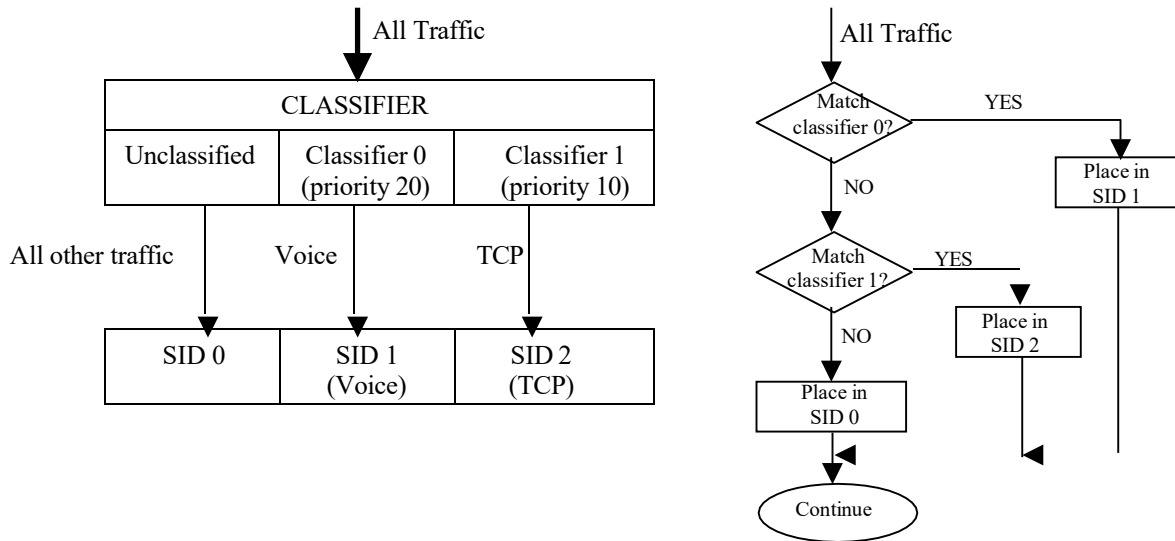 All Traffic
CLASSIFIER
Unclassified
Classifier 0
(priority 20)
Classifier 1
(priority 10)
All other traffic
Voice
TCP
SID 0
SID 1
(Voice)
SID 2
(TCP)
All Traffic
Match
classifier 0?
YES
Place in
SID 1
NO
Match
classifier 1?
YES
Place in
SID 2
NO
Place in
SID 0
Continue